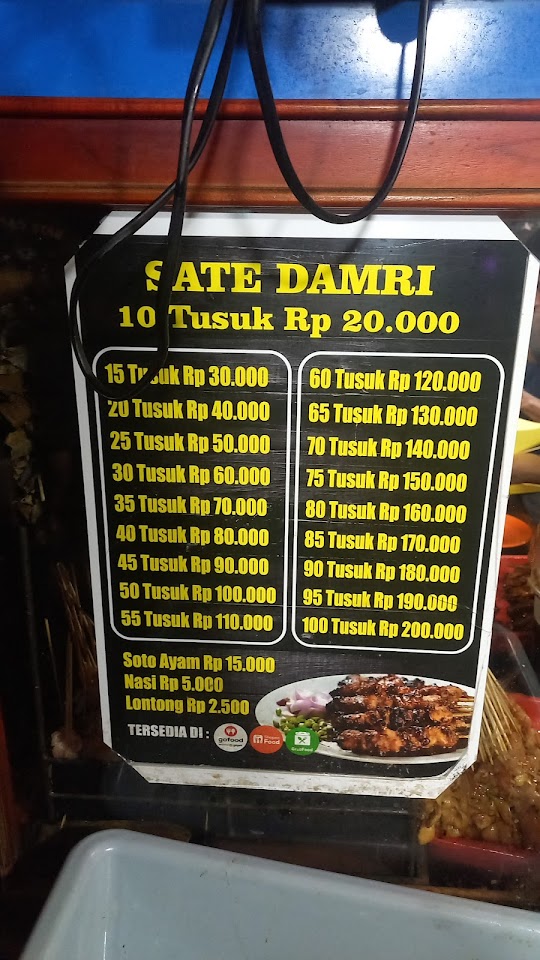 SATE DAMRI
10 Tusuk Rp 20.000
15 Tusuk Rp 30.000
20 Tusuk Rp 40.000
25 Tusuk Rp 50.000
30 Tusuk Rp 60.000
35 Tusuk Rp 70.000
40 Tusuk Rp 80.000
45 Tusuk Rp 90.000
50 Tusuk Rp 100.000
55 Tusuk Rp 110.000
60 Tusuk Rp 120.000
65 Tusuk Rp 130.000
70 Tusuk Rp 140.000
75 Tusuk Rp 150.000
80 Tusuk Rp 160.000
85 Tusuk Rp 170.000
90 Tusuk Rp 180.000
95 Tusuk Rp 190.000
100 Tusuk Rp 200.000
Soto Ayam Rp 15.000
Nasi Rp 5.000
Lontong Rp 2.500
TERSEDIA DI :
gofood
Food
GrabFood